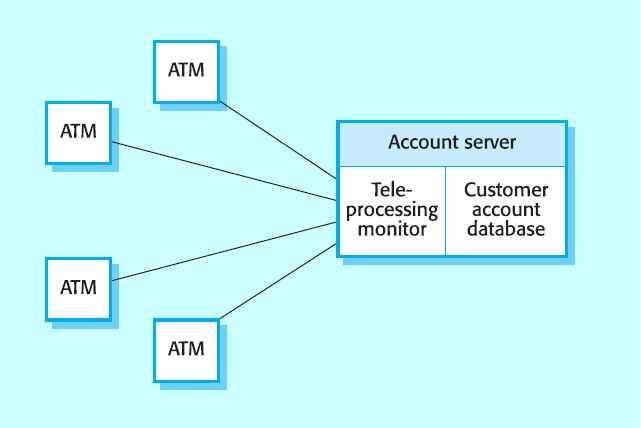 ATM
ATM
Account server
Tele-
processing
monitor
Customer
account
database
ATM
ATM